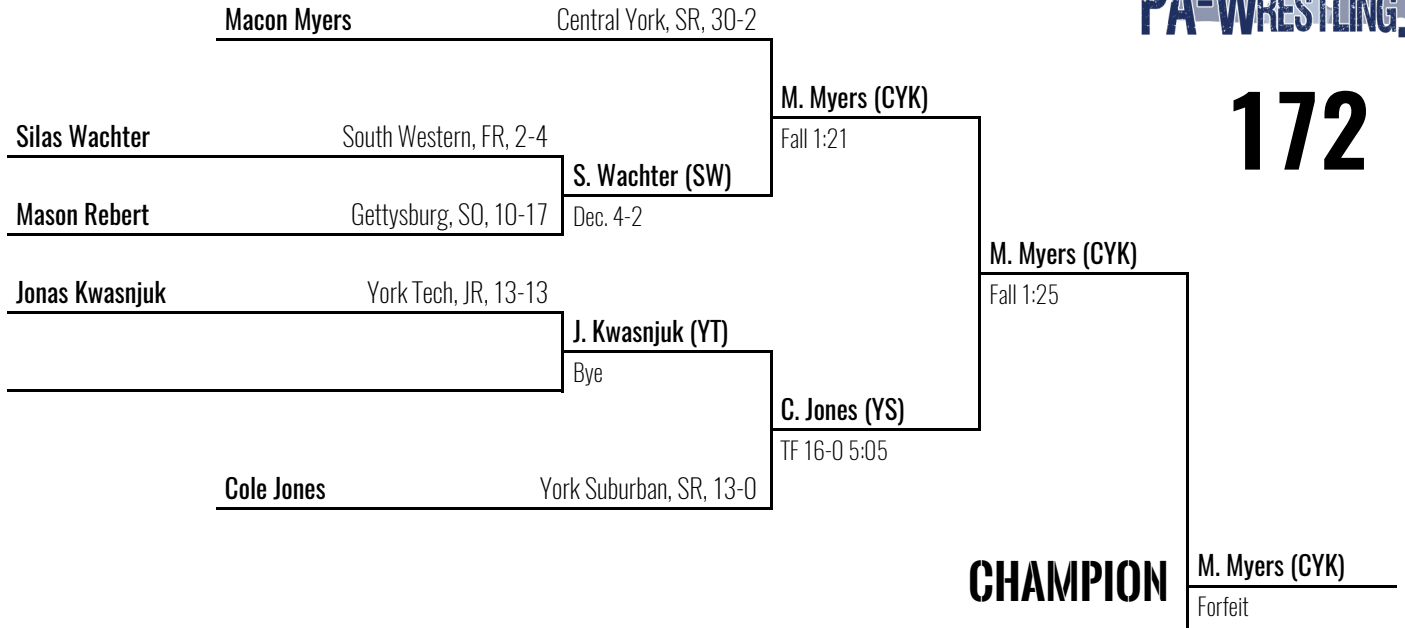 Macon Myers Central York, SR, 30-2
PA-WRESTLING.
172
M. Myers (CYK)
Fall 1:21
Silas Wachter South Western, FR, 2-4
S. Wachter (SW)
Dec. 4-2
Mason Rebert Gettysburg, SO, 10-17
M. Myers (CYK)
Fall 1:25
Jonas Kwasnjuk York Tech, JR, 13-13
J. Kwasnjuk (YT)
Bye
C. Jones (YS)
TF 16-0 5:05
Cole Jones York Suburban, SR, 13-0
CHAMPION
M. Myers (CYK)
Forfeit